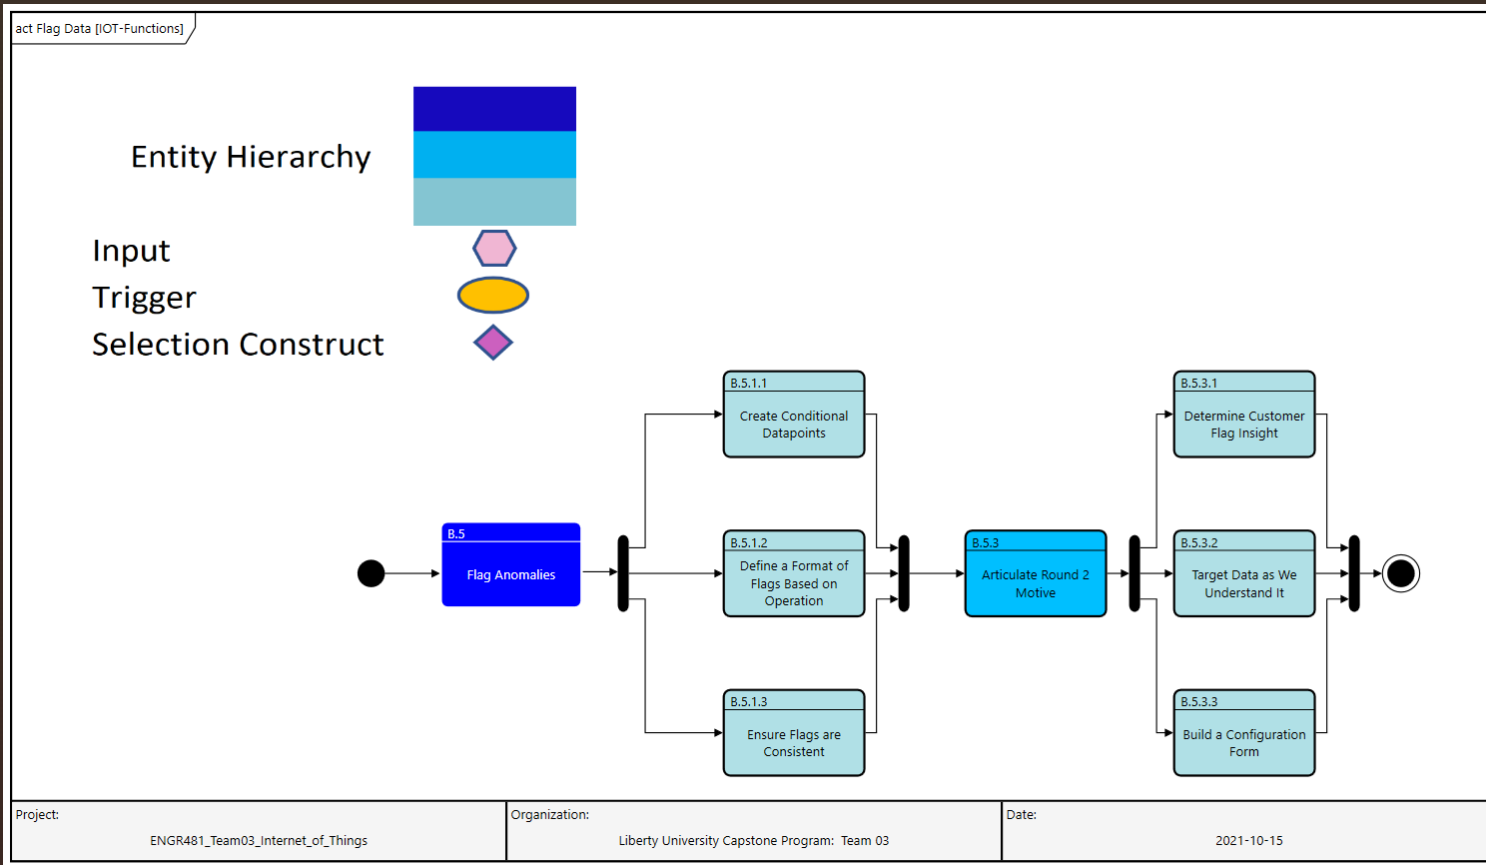 act Flag Data [IOT-Functions]
Entity Hierarchy
Input
Trigger
Selection Construct
B.5
Flag Anomalies
B.5.1.1
Create Conditional
Datapoints
B.5.1.2
Define a Format of
Flags Based on
Operation
B.5.1.3
Ensure Flags are
Consistent
B.5.3
Articulate Round 2
Motive
B.5.3.1
Determine Customer
Flag Insight
B.5.3.2
Target Data as We
Understand It
B.5.3.3
Build a Configuration
Form
Project:
ENGR481_Team03_Internet_of_Things
Organization:
Liberty University Capstone Program: Team 03
Date:
2021-10-15